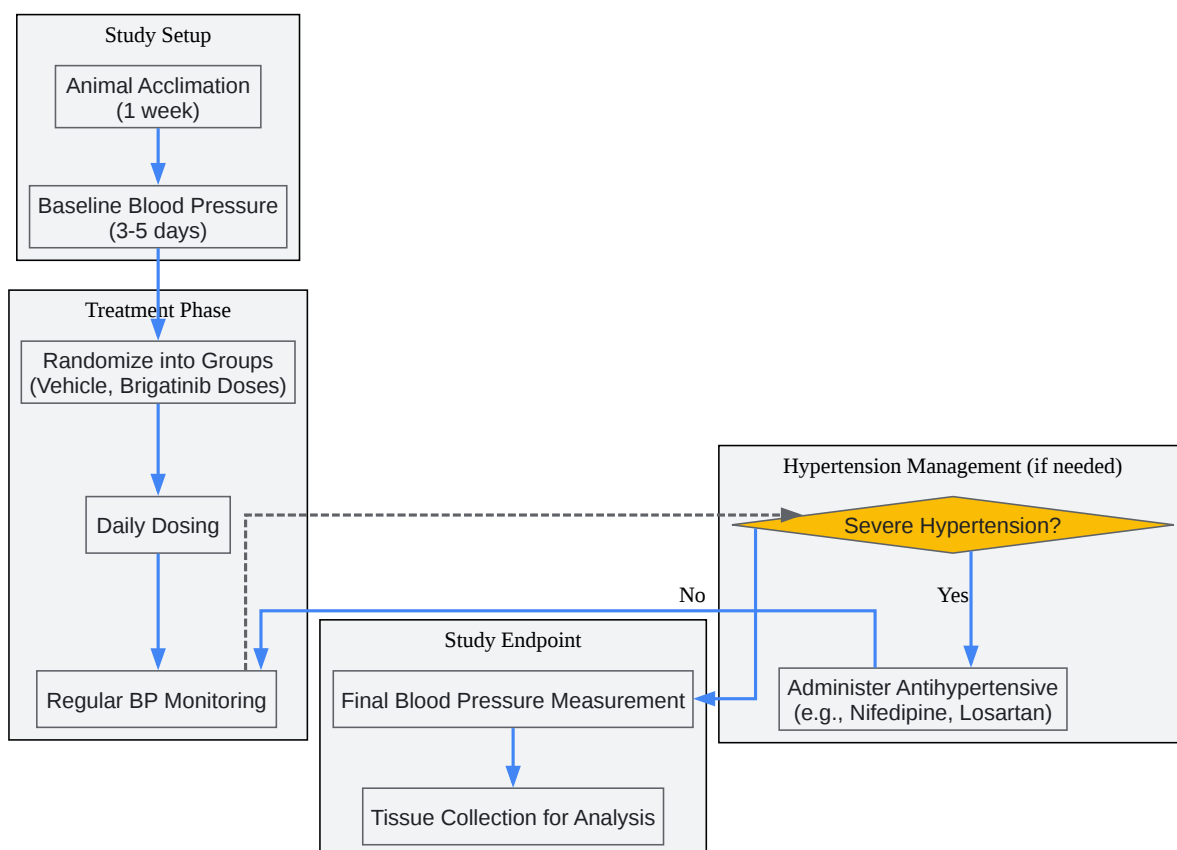 Study Setup
Animal Acclimation
(1 week)
Baseline Blood Pressure
(3-5 days)
Treatment Phase
Randomize into Groups
(Vehicle, Brigatinib Doses)
Daily Dosing
Regular BP Monitoring
Hypertension Management (if needed)
Severe Hypertension?
No
Yes
Administer Antihypertensive
(e.g., Nifedipine, Losartan)
Study Endpoint
Final Blood Pressure Measurement
Tissue Collection for Analysis